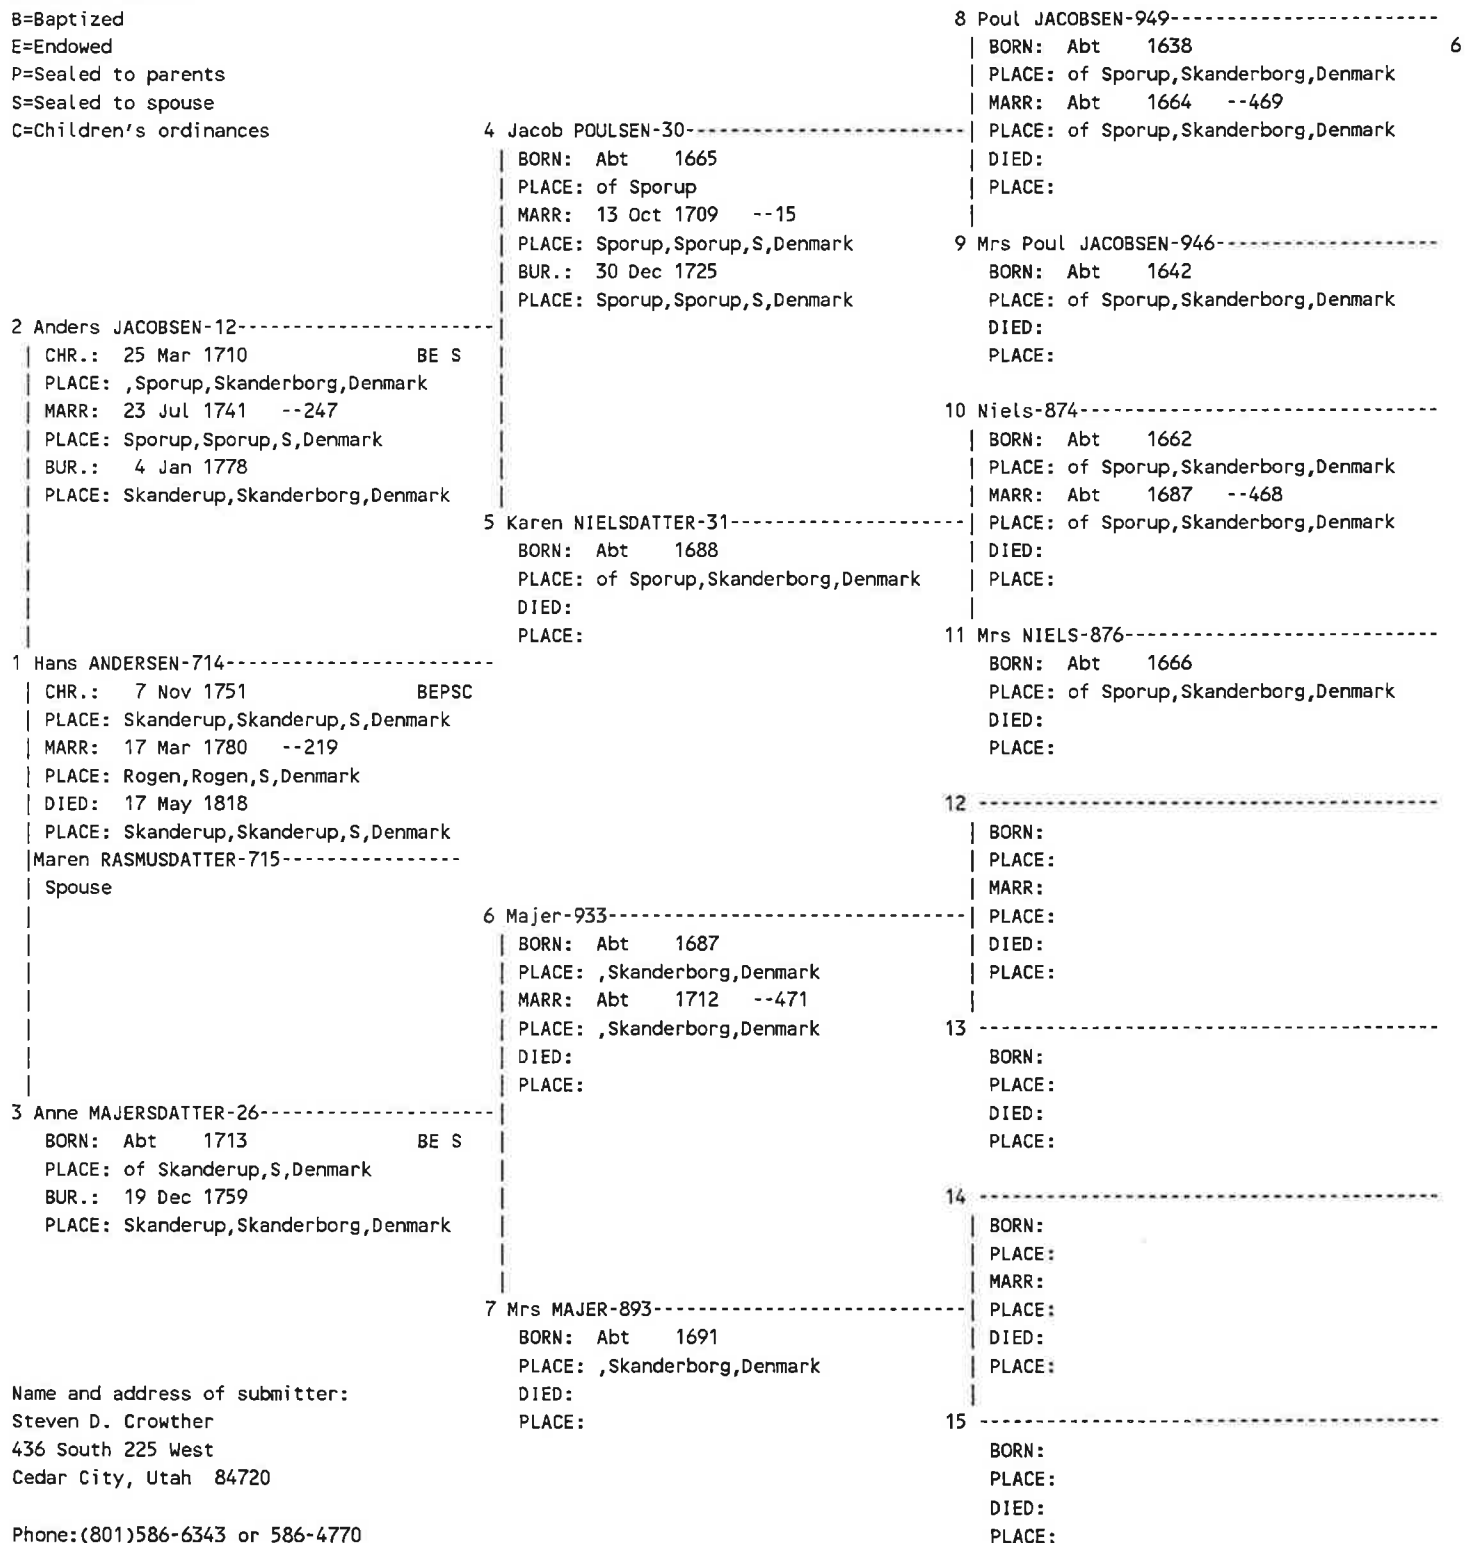 B=Baptized
E=Endowed
P=Sealed to parents
S=Sealed to spouse
C=Children's ordinances
2 Anders JACOBSEN-12-----------------------
CHR.: 25 Mar 1710 BE S
PLACE: ,Sporup,Skanderborg,Denmark
MARR: 23 Jul 1741 --247
PLACE: Sporup,Sporup,S,Denmark
BUR.: 4 Jan 1778
PLACE: Skanderup,Skanderborg,Denmark
1 Hans ANDERSEN-714------------------------
CHR.: 7 Nov 1751 BEPSC
PLACE: Skanderup,Skanderup,S,Denmark
MARR: 17 Mar 1780 --219
PLACE: Rogen,Rogen,S,Denmark
DIED: 17 May 1818
PLACE: Skanderup,Skanderup,S,Denmark
Maren RASMUSDATTER-715----------------
Spouse
3 Anne MAJERSDATTER-26---------------------
BORN: Abt 1713 BE S
PLACE: of Skanderup,S,Denmark
BUR.: 19 Dec 1759
PLACE: Skanderup,Skanderborg,Denmark
Name and address of submitter:
Steven D. Crowther
436 South 225 West
Cedar City, Utah 84720
Phone:(801)586-6343 or 586-4770
4 Jacob POULSEN-30-------------------------
BORN: Abt 1665
PLACE: of Sporup
MARR: 13 Oct 1709 --15
PLACE: Sporup,Sporup,S,Denmark
BUR.: 30 Dec 1725
PLACE: Sporup,Sporup,S,Denmark
5 Karen NIELSDATTER-31---------------------
BORN: Abt 1688
PLACE: of Sporup,Skanderborg,Denmark
DIED:
PLACE:
6 Majer-933--------------------------------
BORN: Abt 1687
PLACE: ,Skanderborg,Denmark
MARR: Abt 1712 --471
PLACE: ,Skanderborg,Denmark
DIED:
PLACE:
7 Mrs MAJER-893----------------------------
BORN: Abt 1691
PLACE: ,Skanderborg,Denmark
DIED:
PLACE:
8 Poul JACOBSEN-949------------------------
BORN: Abt 1638 6
PLACE: of Sporup,Skanderborg,Denmark
MARR: Abt 1664 --469
PLACE: of Sporup,Skanderborg,Denmark
DIED:
PLACE:
9 Mrs Poul JACOBSEN-946--------------------
BORN: Abt 1642
PLACE: of Sporup,Skanderborg,Denmark
DIED:
PLACE:
10 Niels-874--------------------------------
BORN: Abt 1662
PLACE: of Sporup,Skanderborg,Denmark
MARR: Abt 1687 --468
PLACE: of Sporup,Skanderborg,Denmark
DIED:
PLACE:
11 Mrs NIELS-876----------------------------
BORN: Abt 1666
PLACE: of Sporup,Skanderborg,Denmark
DIED:
PLACE:
12 -----------------------------------------
BORN:
PLACE:
MARR:
PLACE:
DIED:
PLACE:
13 -----------------------------------------
BORN:
PLACE:
DIED:
PLACE:
14 -----------------------------------------
BORN:
PLACE:
MARR:
PLACE:
DIED:
PLACE:
15 -----------------------------------------
BORN:
PLACE:
DIED:
PLACE: